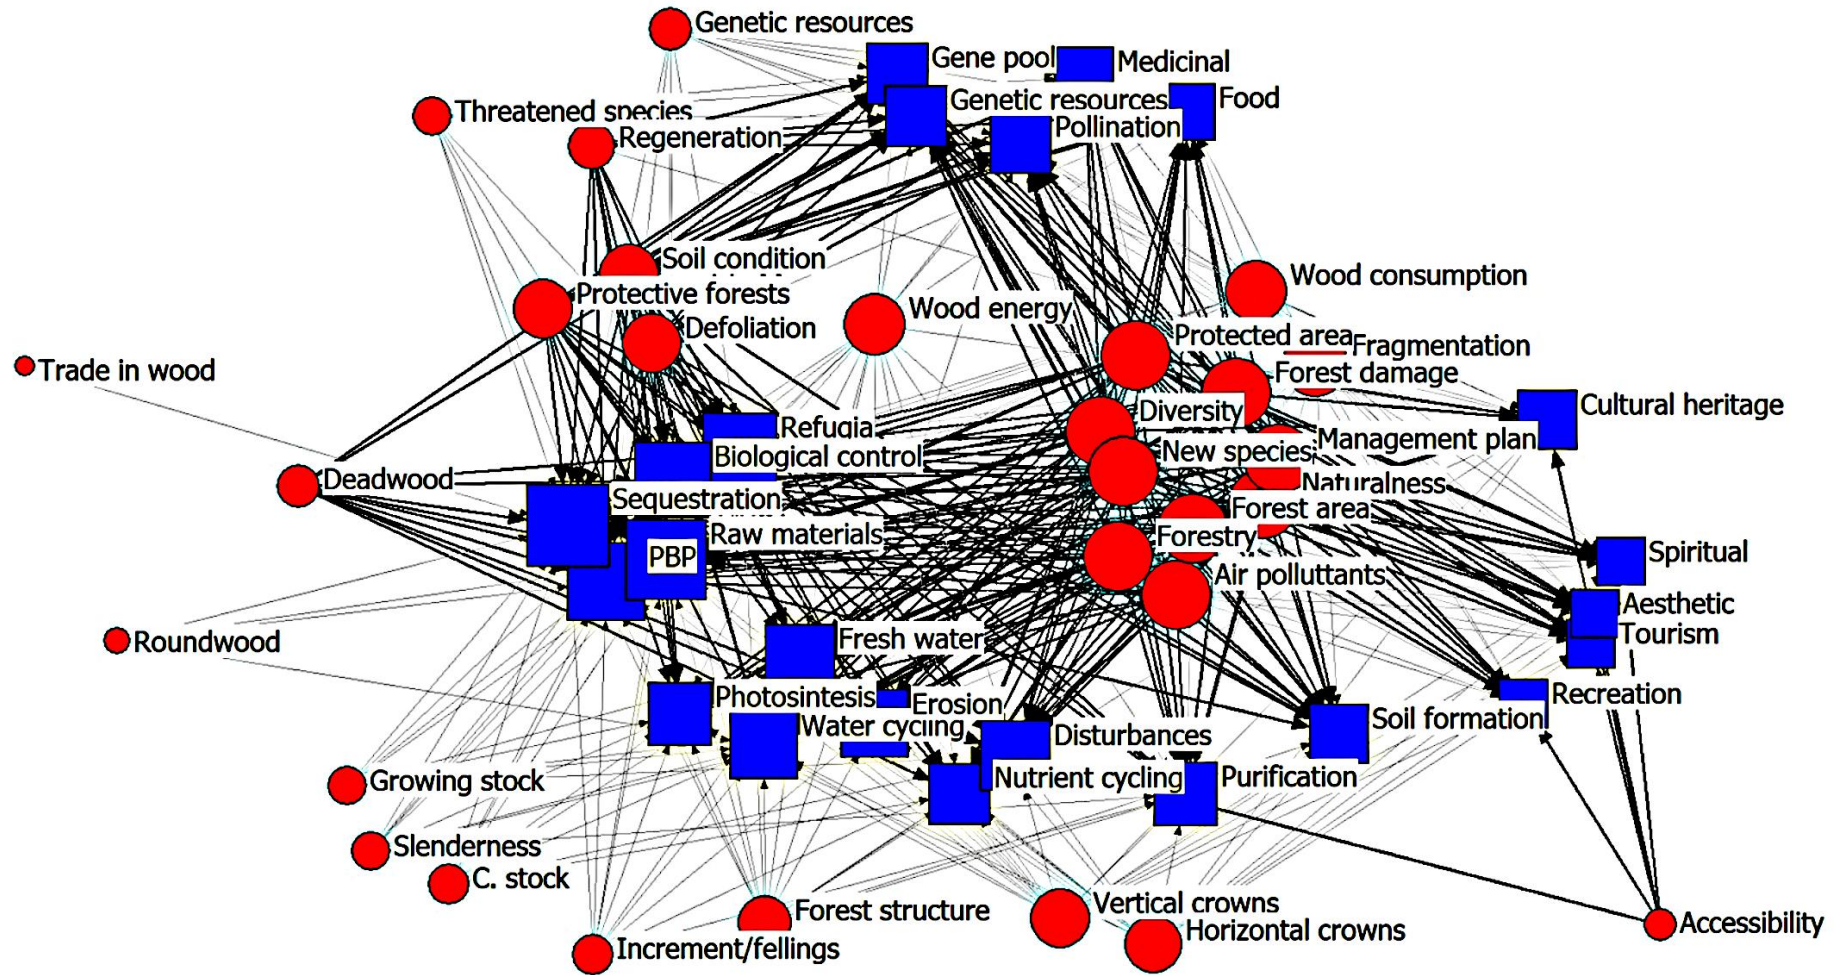 Genetic resources
Gene pool
Medicinal
Genetic resources
Food
Threatened species
Regeneration
Pollination
Soil condition
Wood consumption
Protective forests
Wood energy
Defoliation
Protected area
Fragmentation
Trade in wood
Forest damage
Diversity
Cultural heritage
Refugia
Management plan
Biological control
New species
Deadwood
Naturalness
Sequestration
Forest area
Raw materials
Forestry
PBP
Spiritual
Air polluttants
Aesthetic
Roundwood
Fresh water
Tourism
Photosintesis
Erosion
Recreation
Water cycling
Soil formation
Disturbances
Growing stock
Nutrient cycling
Purification
Slenderness
C. stock
Vertical crowns
Forest structure
Horizontal crowns
Accessibility
Increment/fellings